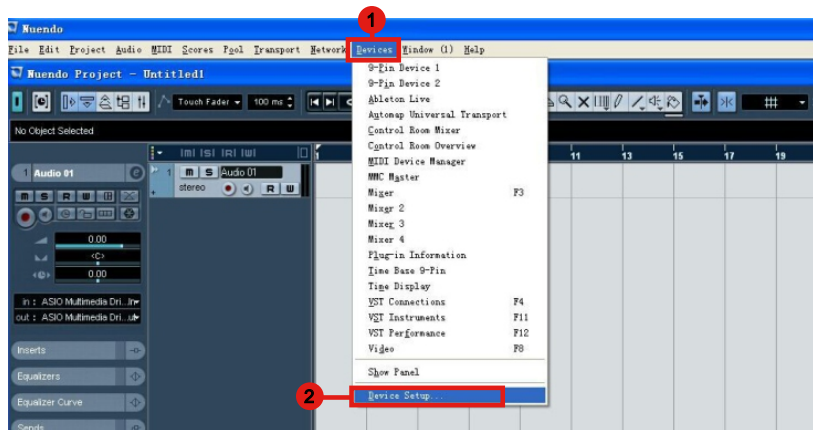 1
Nuendo
File Edit Project Audio MIDI Scores Pool Transport Network Devices Window (1) Help
Nuendo Project - Untitled1
Touch Fader 100 ms
No Object Selected
11 13 15 17 19
1 Audio 01
1 m S Audio 01
stereo R W
m S R W
0.00
<C>
0.00
in : ASIO Multimedia Dri...In
out : ASIO Multimedia Dri...ut
Inserts
Equalizers
Equalizer Curve
Sends
9-Pin Device 1
9-Pin Device 2
Ableton Live
Automap Universal Transport
Control Room Mixer
Control Room Overview
MIDI Device Manager
MMC Master
Mixer F3
Mixer 2
Mixer 3
Mixer 4
Plug-in Information
Time Base 9-Pin
Time Display
VST Connections F4
VST Instruments F11
VST Performance F12
Video F8
Show Panel
2
Device Setup...